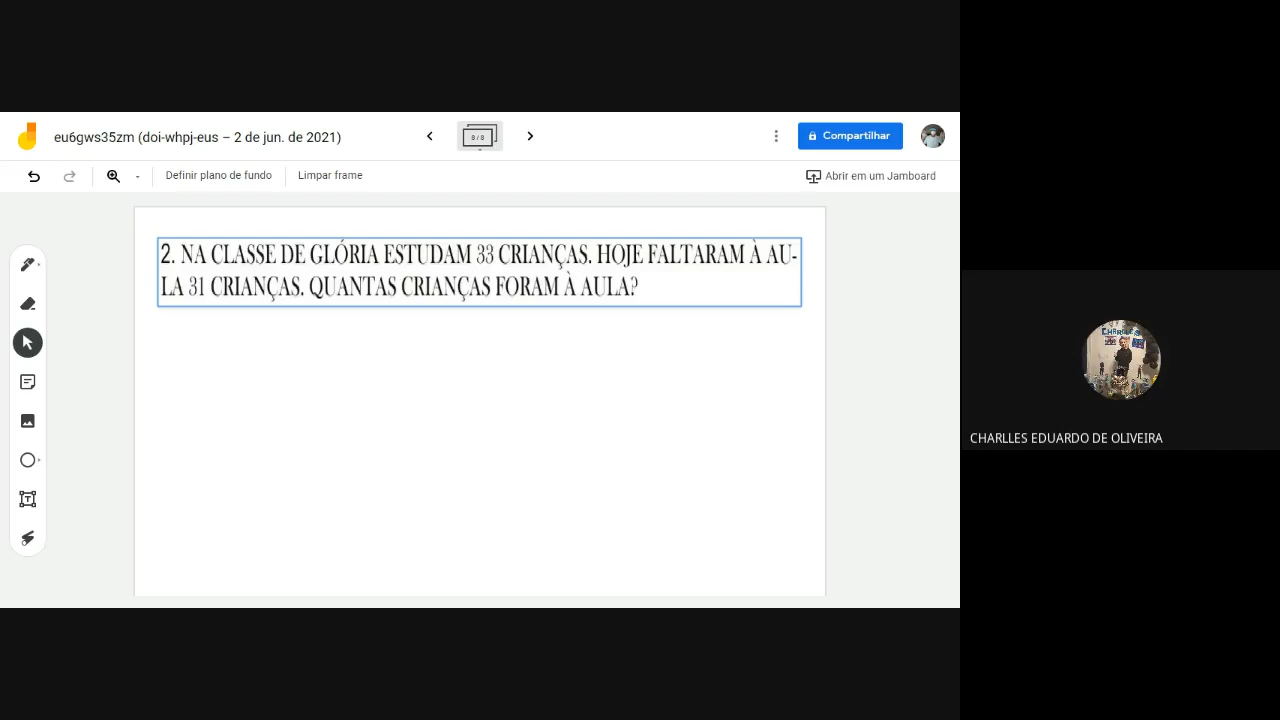 eu6gws35zm (doi-whpj-eus – 2 de jun. de 2021)
8 / 8
Compartilhar
Definir plano de fundo
Limpar frame
Abrir em um Jamboard
2. NA CLASSE DE GLÓRIA ESTUDAM 33 CRIANÇAS. HOJE FALTARAM À AU-
LA 31 CRIANÇAS. QUANTAS CRIANÇAS FORAM À AULA?
CHARLLES EDUARDO DE OLIVEIRA